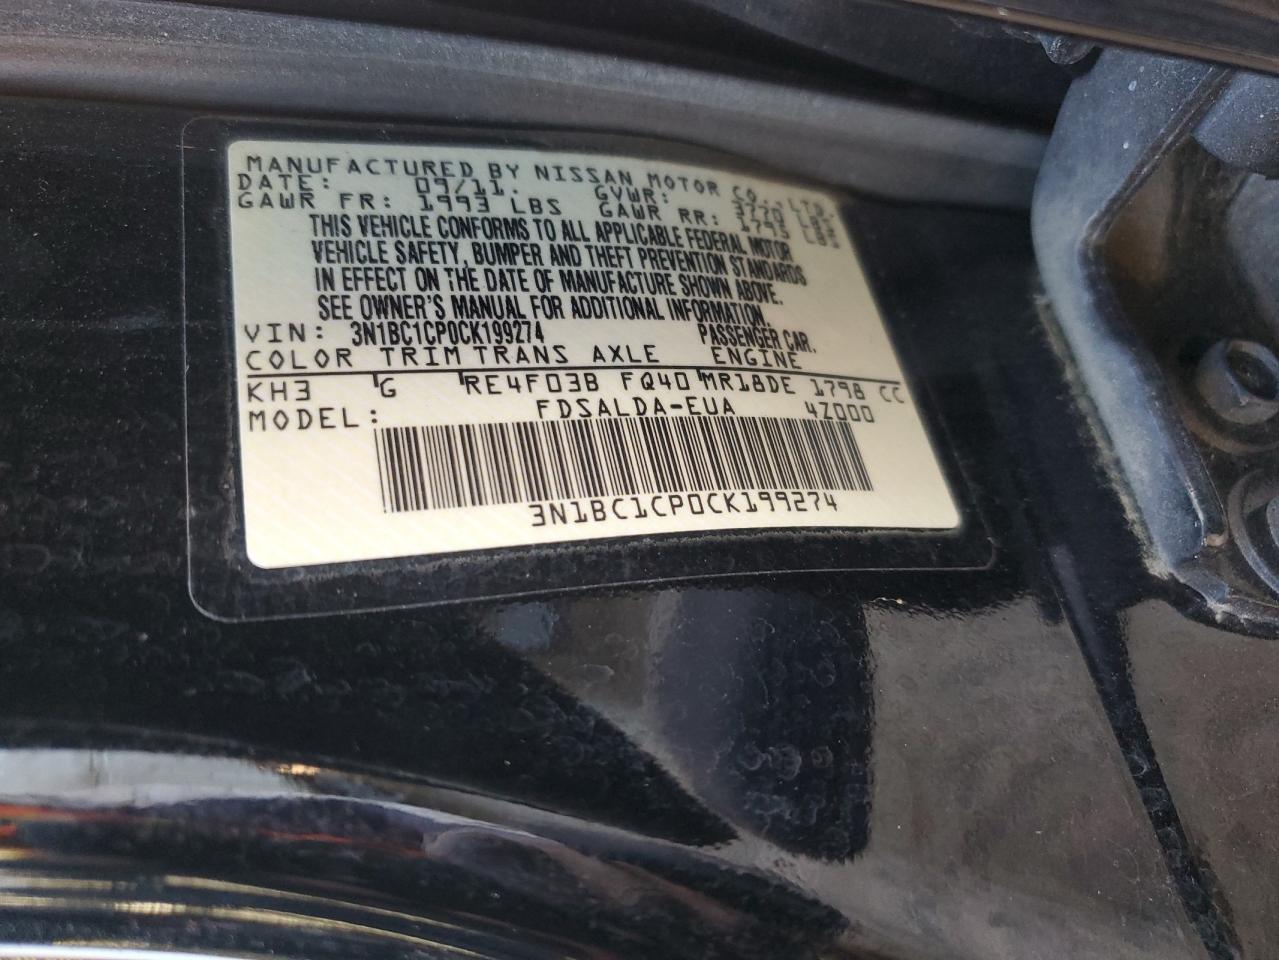 MANUFACTURED BY NISSAN MOTOR CO.,LTD.
DATE: 09/11. GVWR: 3770 LBS
GAWR FR: 1993 LBS GAWR RR: 1793 LBS
THIS VEHICLE CONFORMS TO ALL APPLICABLE FEDERAL MOTOR
VEHICLE SAFETY, BUMPER AND THEFT PREVENTION STANDARDS
IN EFFECT ON THE DATE OF MANUFACTURE SHOWN ABOVE.
SEE OWNER'S MANUAL FOR ADDITIONAL INFORMATION.
VIN: 3N1BC1CP0CK199274 PASSENGER CAR.
COLOR TRIM TRANS AXLE ENGINE
KH3 G RE4F03B FQ40 MR18DE 1798 CC
MODEL: FDSALDA-EUA 4Z000
3N1BC1CP0CK199274